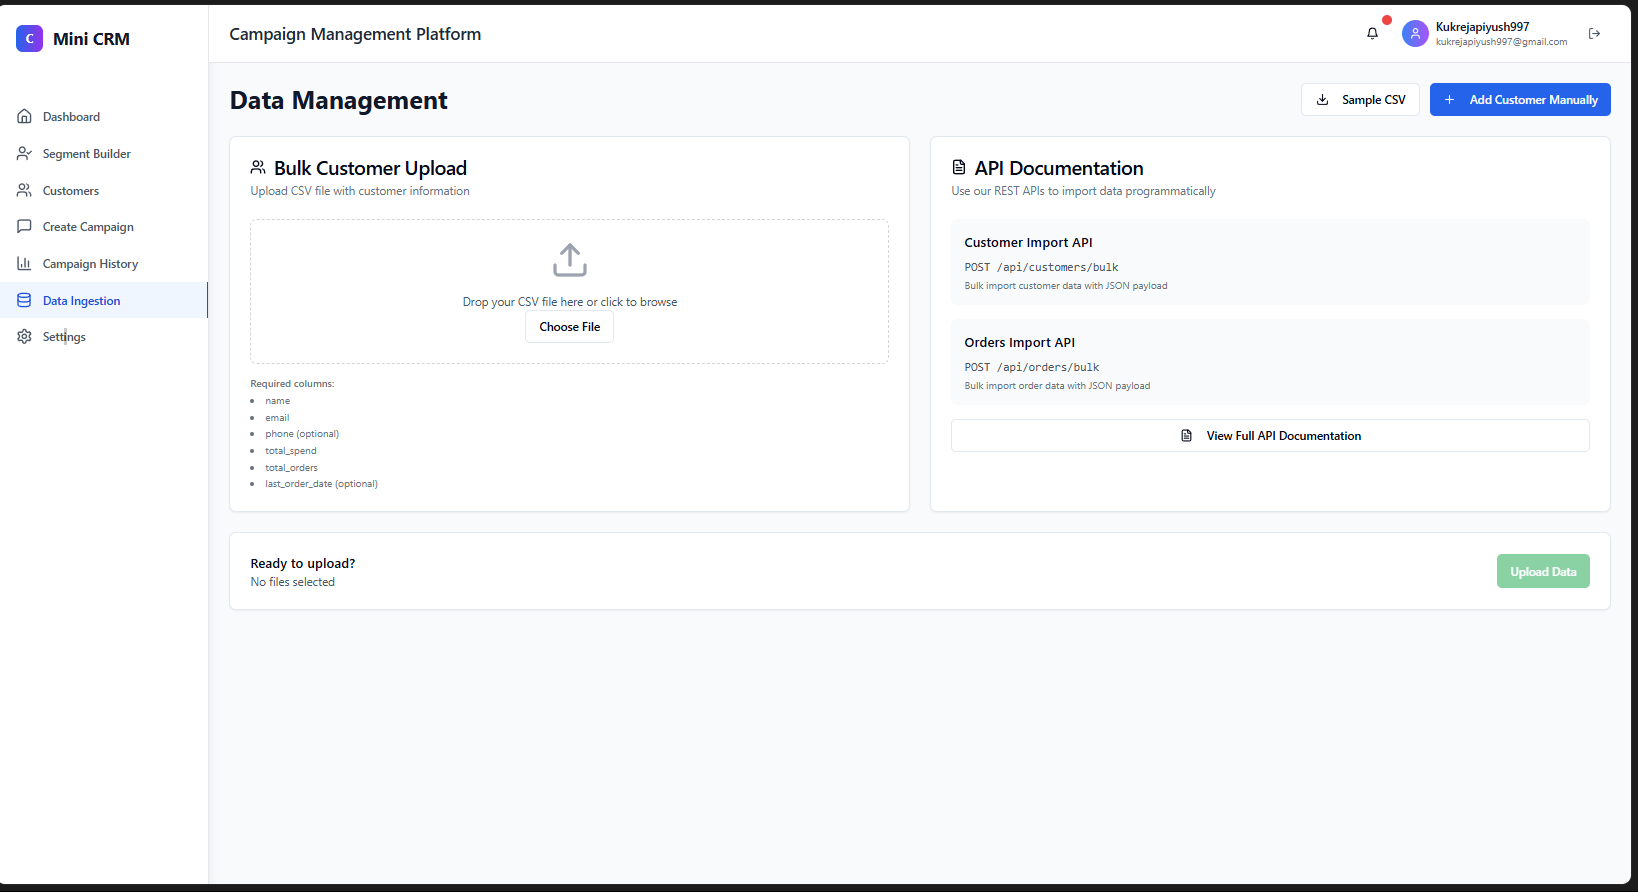 C Mini CRM
Dashboard
Segment Builder
Customers
Create Campaign
Campaign History
Data Ingestion
Settings
Campaign Management Platform
Kukrejapiyush997
kukrejapiyush997@gmail.com
Data Management
Sample CSV
+ Add Customer Manually
Bulk Customer Upload
Upload CSV file with customer information
Drop your CSV file here or click to browse
Choose File
Required columns:
• name
• email
• phone (optional)
• total_spend
• total_orders
• last_order_date (optional)
API Documentation
Use our REST APIs to import data programmatically
Customer Import API
POST /api/customers/bulk
Bulk import customer data with JSON payload
Orders Import API
POST /api/orders/bulk
Bulk import order data with JSON payload
View Full API Documentation
Ready to upload?
No files selected
Upload Data